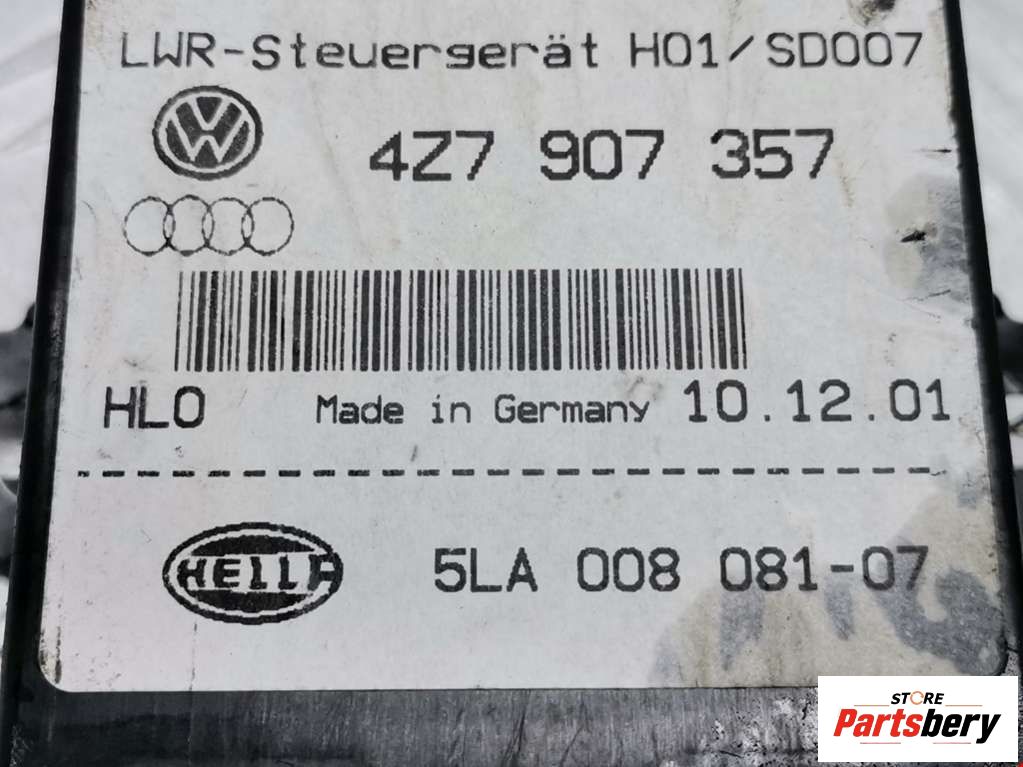 LWR-Steuergerät H01/SD007
4Z7 907 357
HLO Made in Germany 10.12.01
HELLA 5LA 008 081-07
STORE
Partsbery